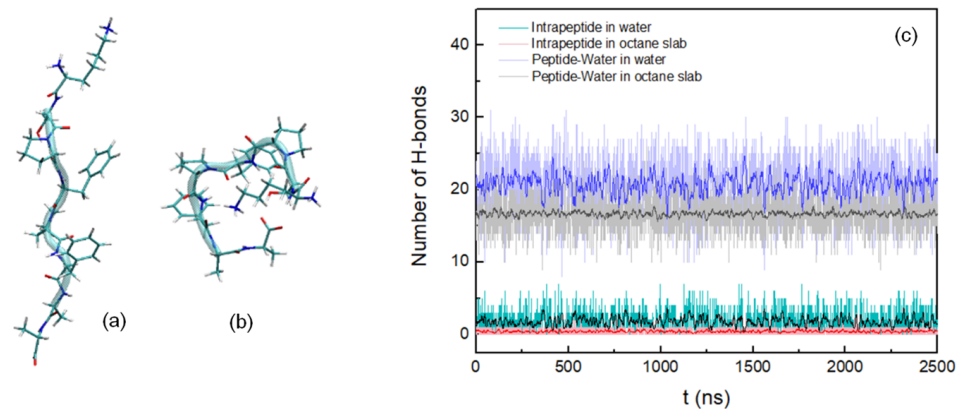 (a)
(b)
(c)
Intrapeptide in water
Intrapeptide in octane slab
Peptide-Water in water
Peptide-Water in octane slab
Number of H-bonds
40
30
20
10
0
0 500 1000 1500 2000 2500
t (ns)